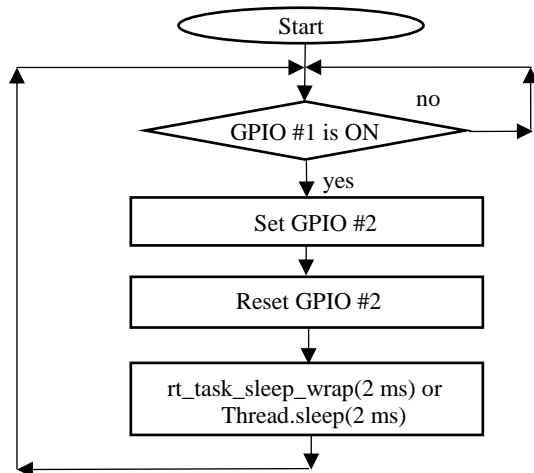 Start
no
GPIO #1 is ON
yes
Set GPIO #2
Reset GPIO #2
rt_task_sleep_wrap(2 ms) or
Thread.sleep(2 ms)